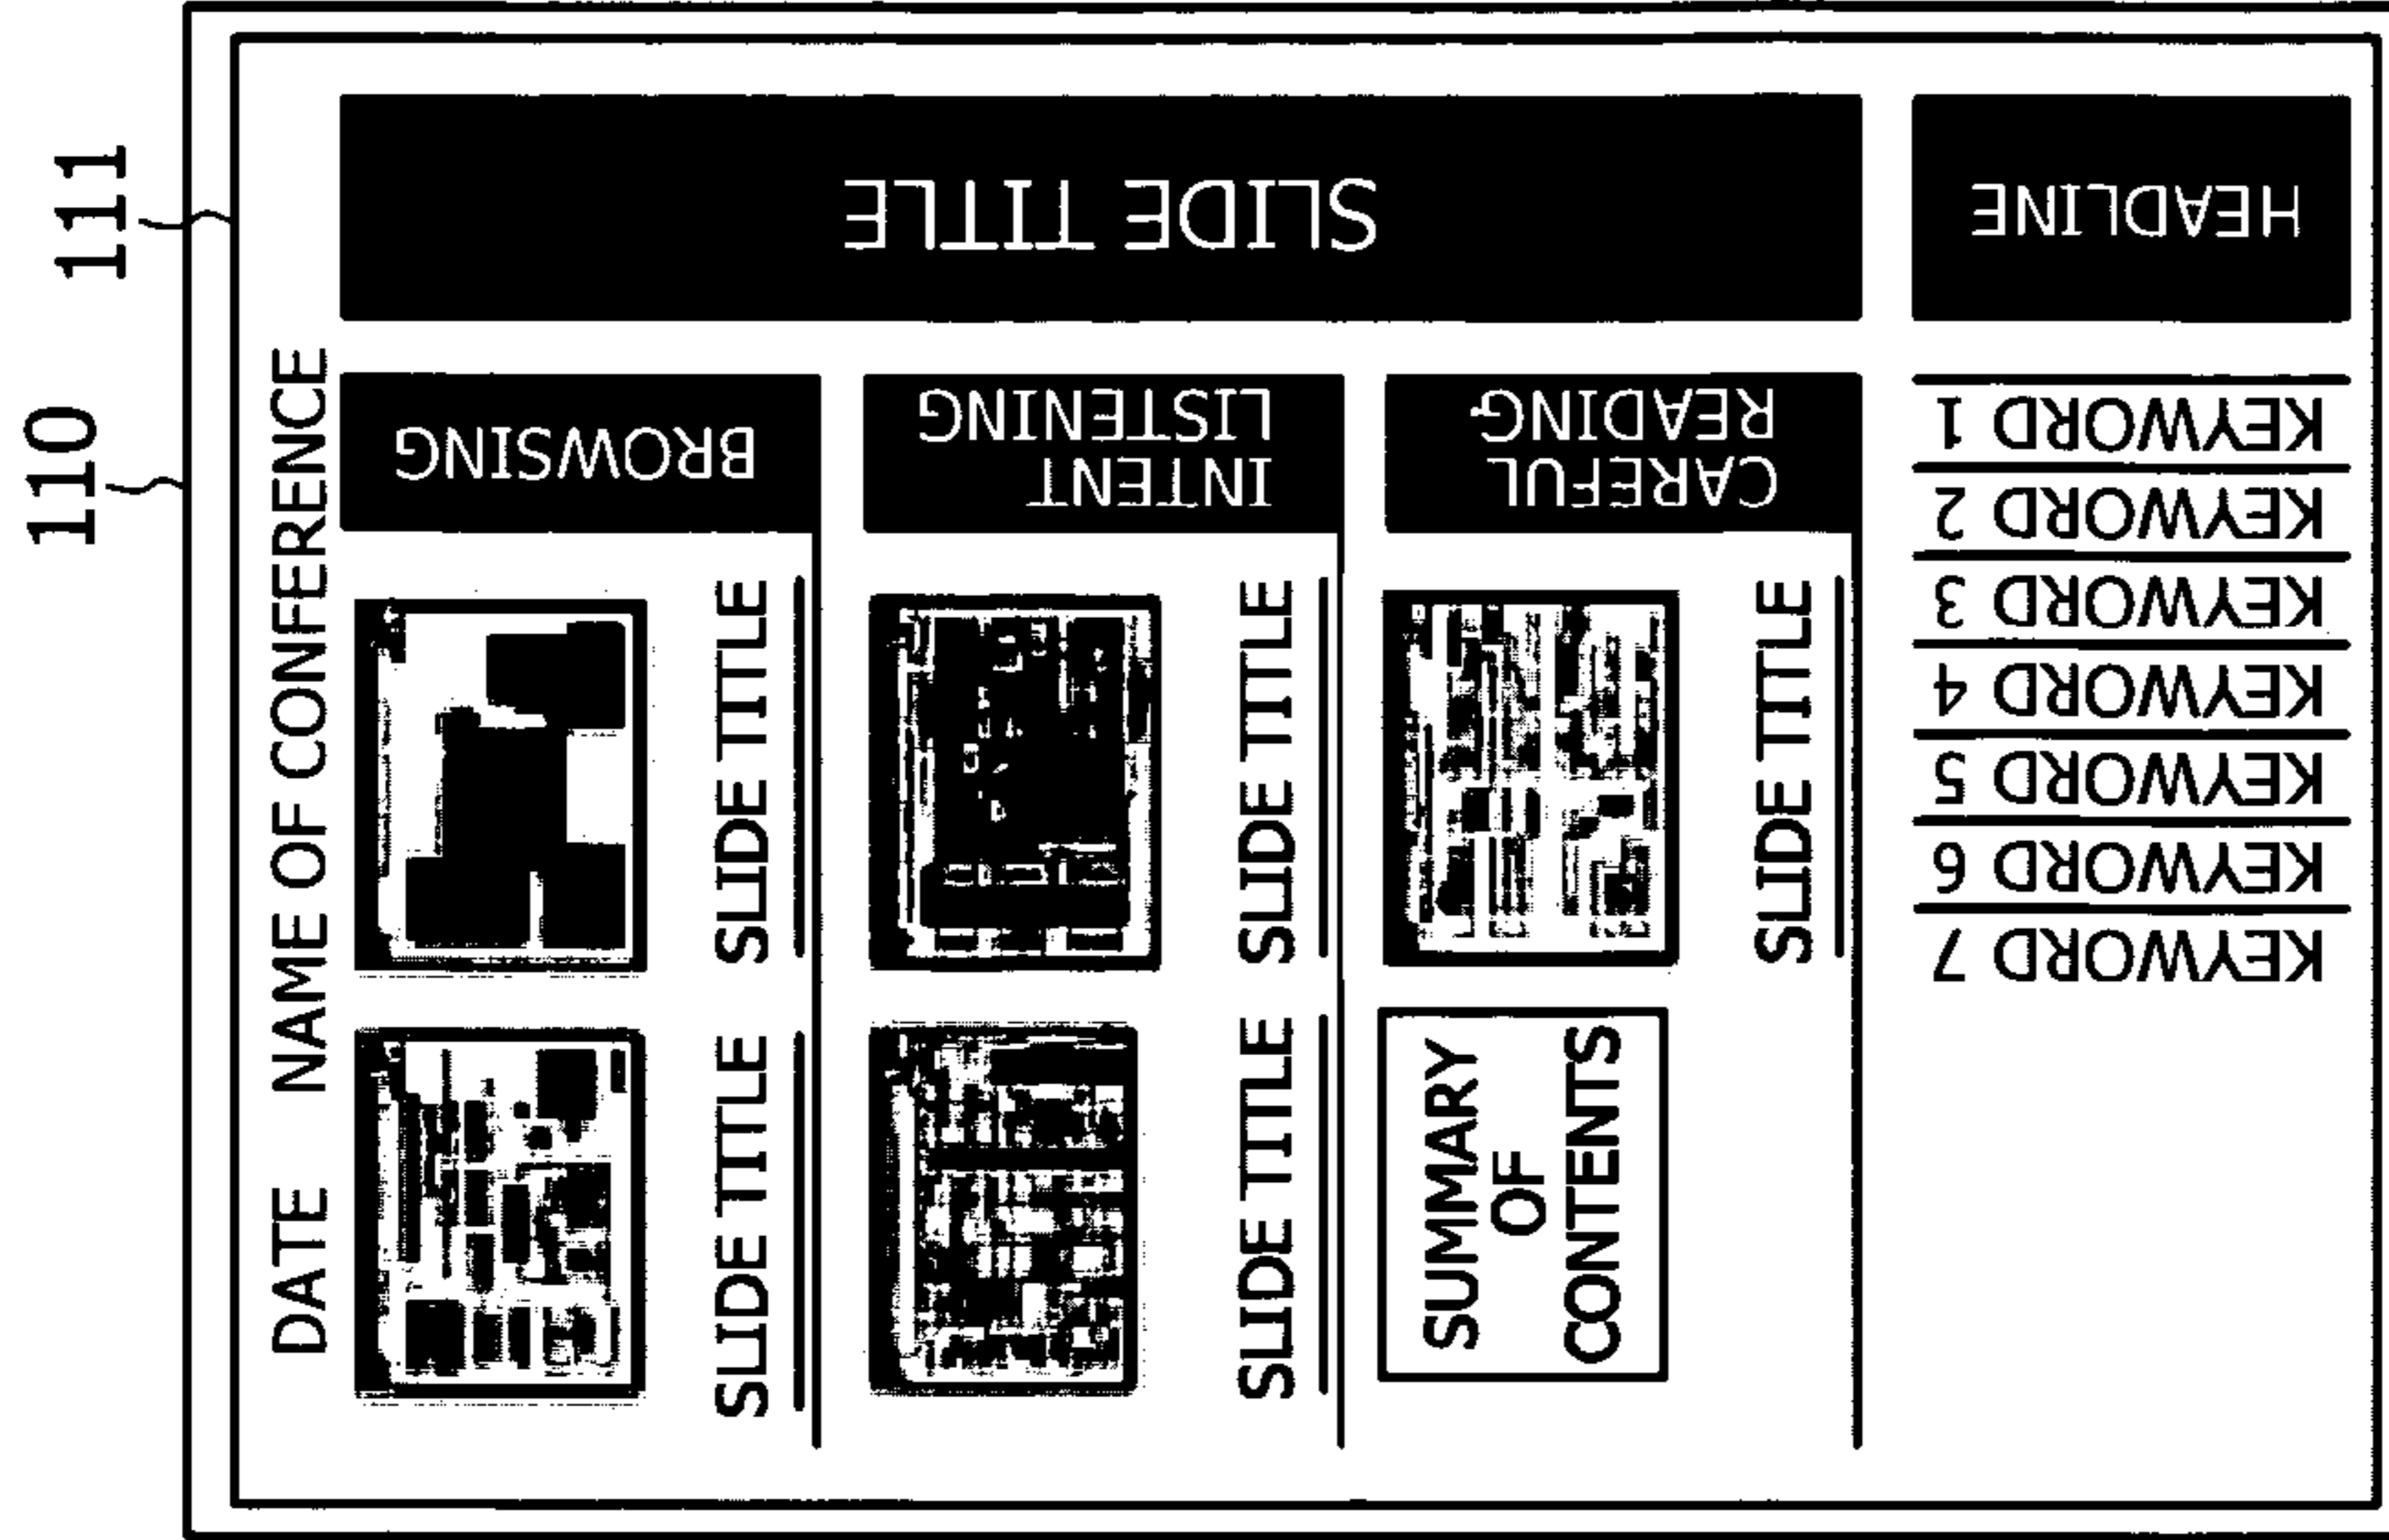 110
111
DATE NAME OF CONFERENCE
SLIDE TITLE
BROWSING
SLIDE TITLE
SLIDE TITLE
INTENT
LISTENING
SLIDE TITLE
SLIDE TITLE
CAREFUL
READING
SUMMARY
OF
CONTENTS
SLIDE TITLE
HEADLINE
KEYWORD 1
KEYWORD 2
KEYWORD 3
KEYWORD 4
KEYWORD 5
KEYWORD 6
KEYWORD 7